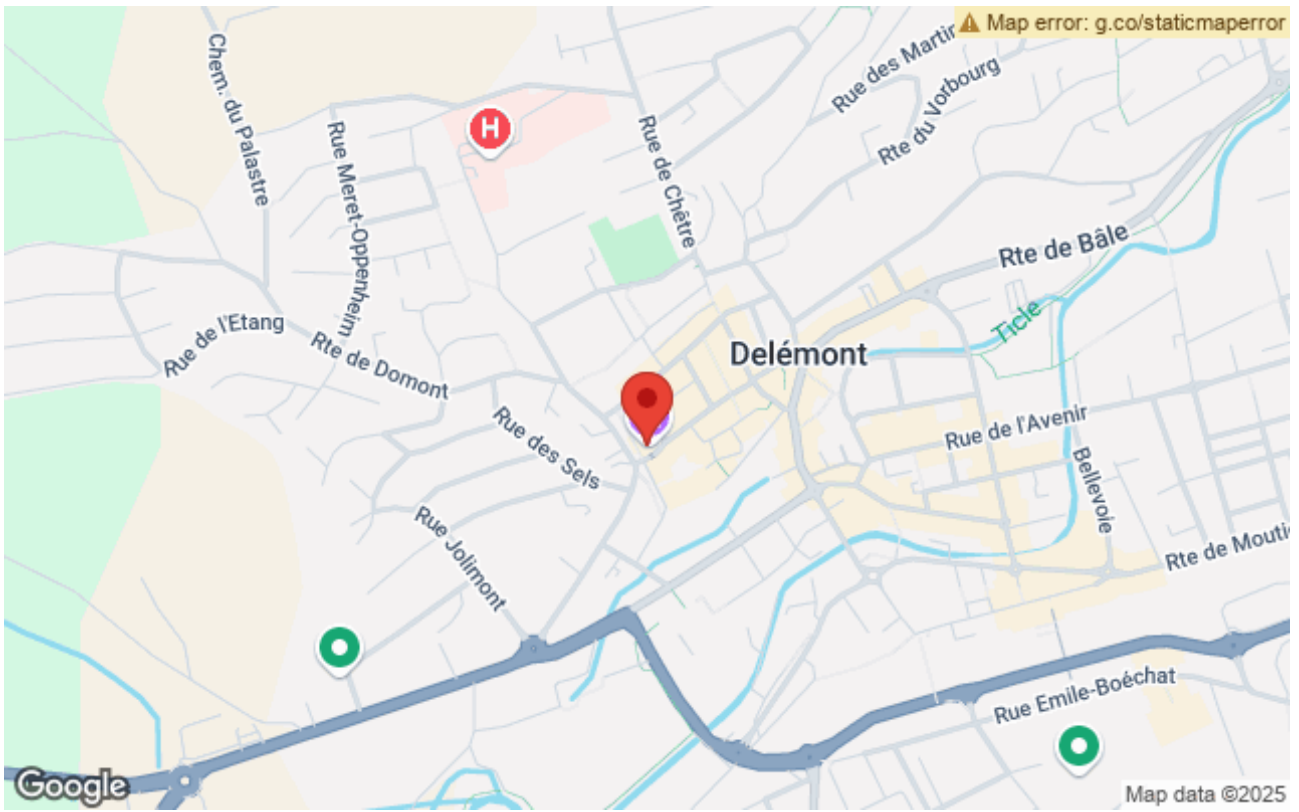 Map error: g.co/staticmaperror
Chem. du Palastre
Rue des Martin
Rue du Vorbourg
H
Rue Meret-Oppenheim
Rue de Chêtre
Rte de Bâle
Rue de l'Etang
Rte de Domont
Ticle
Delémont
Rue des Sels
Rue de l'Avenir
Bellevoie
Rue Jolimont
Rte de Moutie
Rue Emile-Boéchat
Google
Map data ©2025